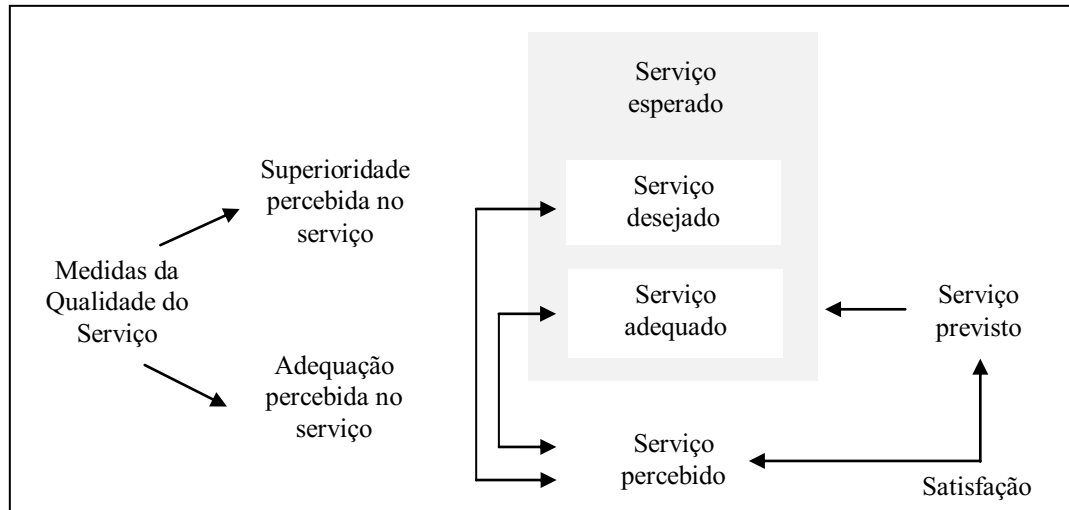 Serviço
esperado
Superioridade
percebida no
serviço
Serviço
desejado
Medidas da
Qualidade do
Serviço
Serviço
adequado
Serviço
previsto
Adequação
percebida no
serviço
Serviço
percebido
Satisfação